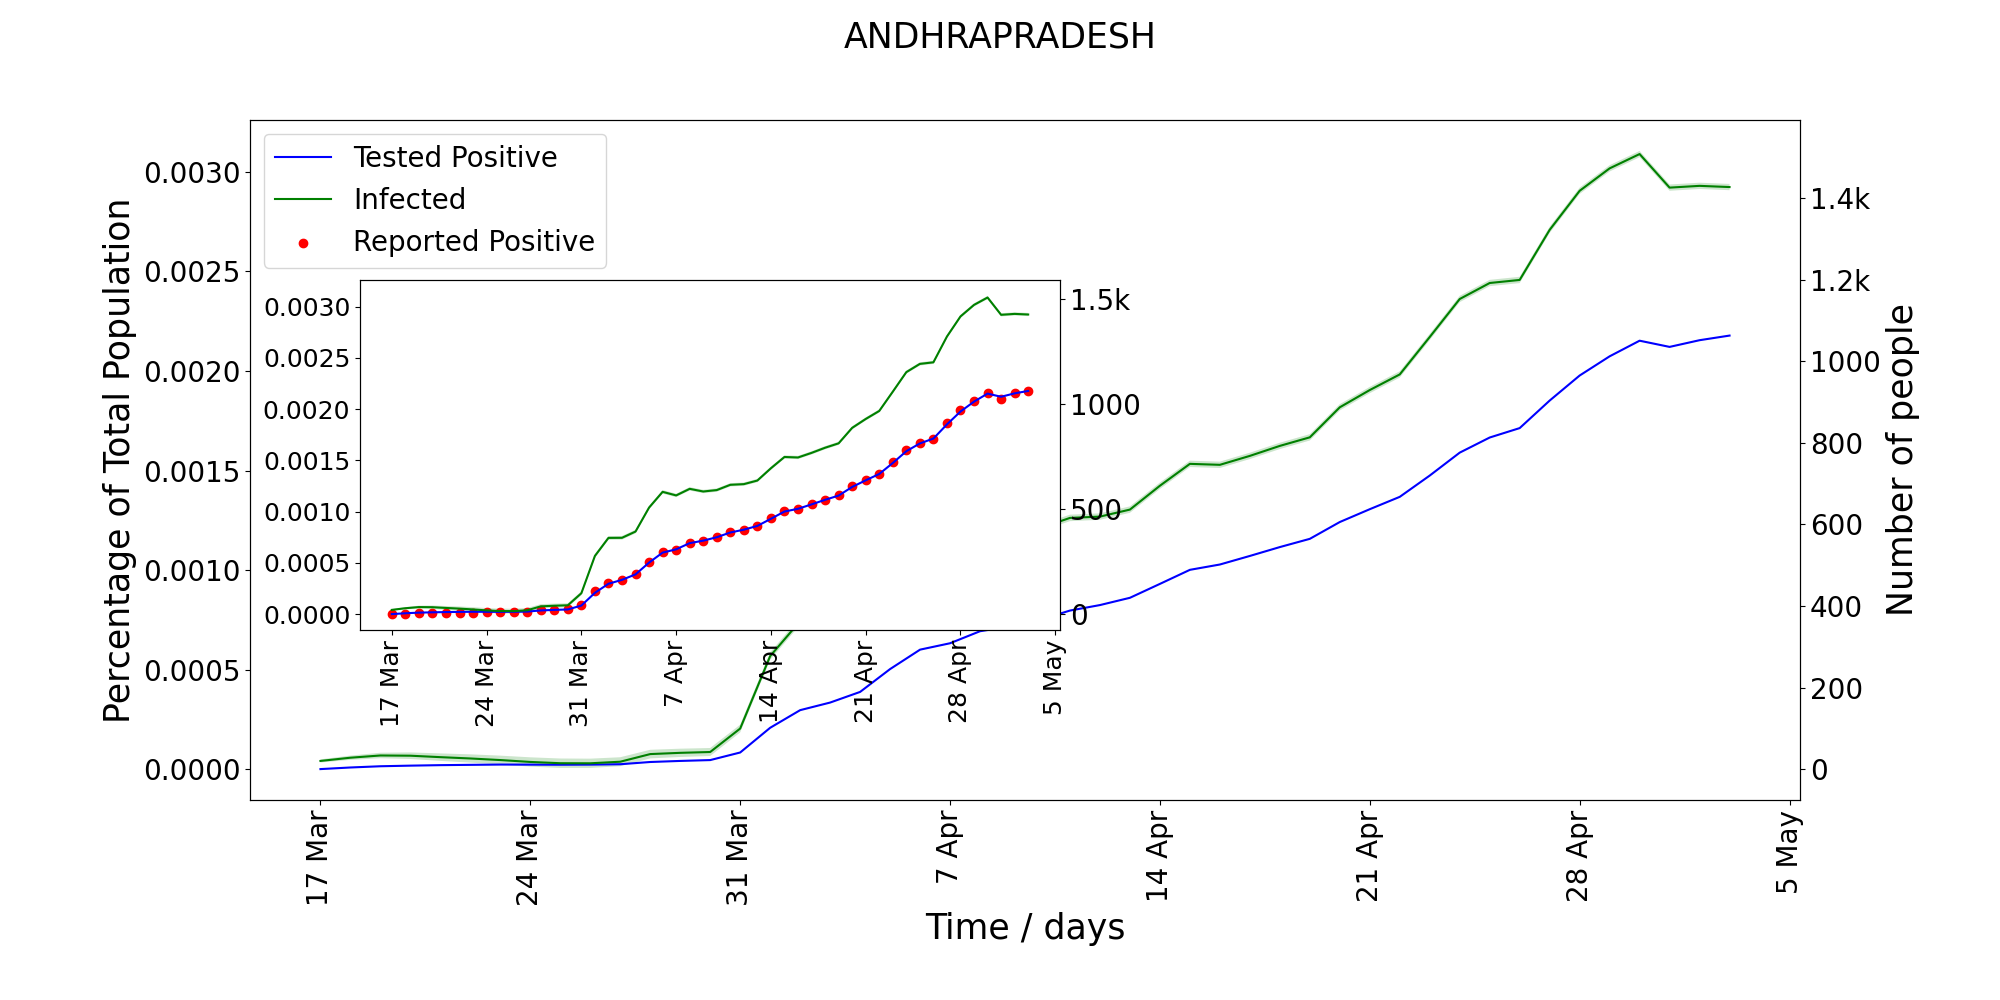 ANDHRAPRADESH
Tested Positive
Infected
Reported Positive
Percentage of Total Population
0.0030
0.0025
0.0020
0.0015
0.0010
0.0005
0.0000
1.4k
1.2k
1000
800
600
400
200
0
Number of people
0.0030
0.0025
0.0020
0.0015
0.0010
0.0005
0.0000
1.5k
1000
500
0
17 Mar
24 Mar
31 Mar
7 Apr
14 Apr
21 Apr
28 Apr
5 May
17 Mar
24 Mar
31 Mar
7 Apr
14 Apr
21 Apr
28 Apr
5 May
Time / days